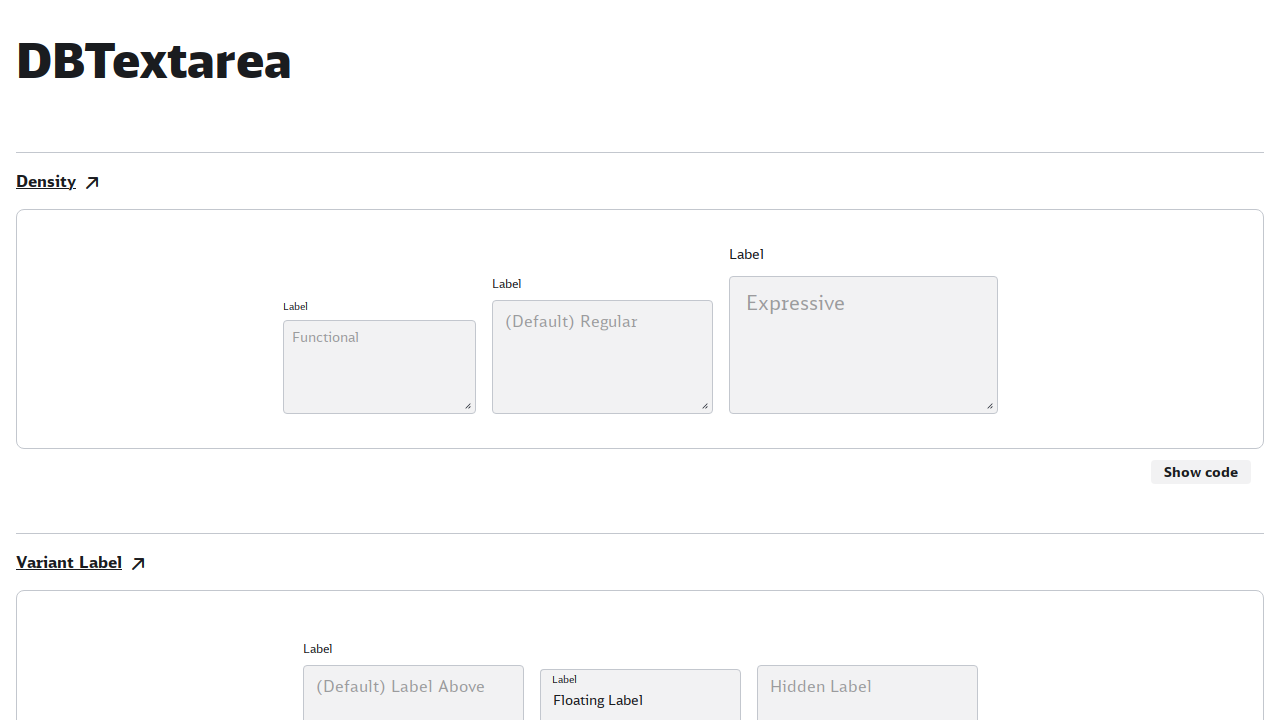 DBTextarea
Density
Label
Functional
Label
(Default) Regular
Label
Expressive
Show code
Variant Label
Label
(Default) Label Above
Label
Floating Label
Hidden Label